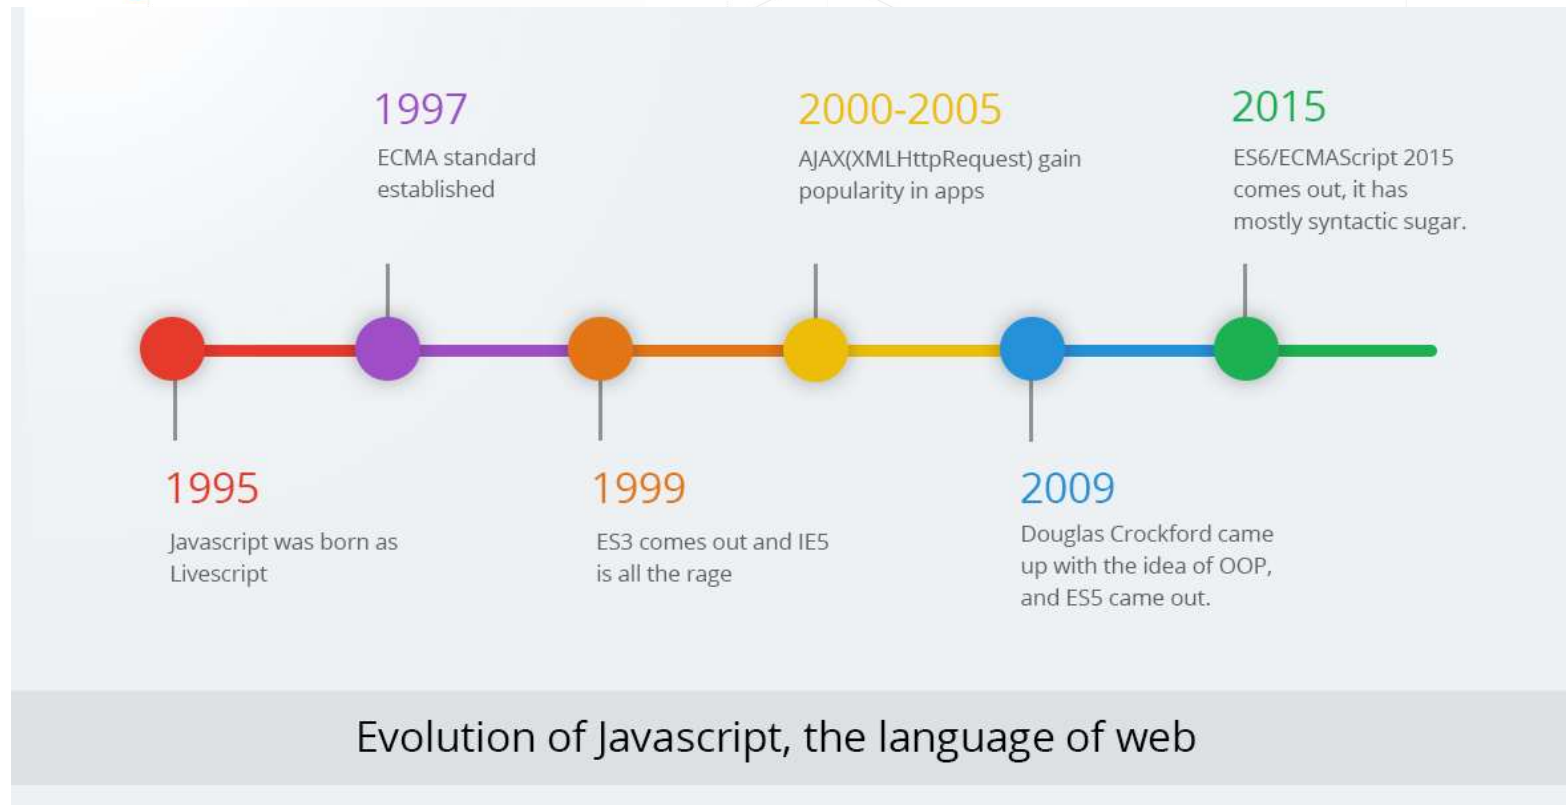 1997
ECMA standard
established
2000-2005
AJAX(XMLHttpRequest) gain
popularity in apps
2015
ES6/ECMAScript 2015
comes out, it has
mostly syntactic sugar.
1995
Javascript was born as
Livescript
1999
ES3 comes out and IE5
is all the rage
2009
Douglas Crockford came
up with the idea of OOP,
and ES5 came out.
Evolution of Javascript, the language of web